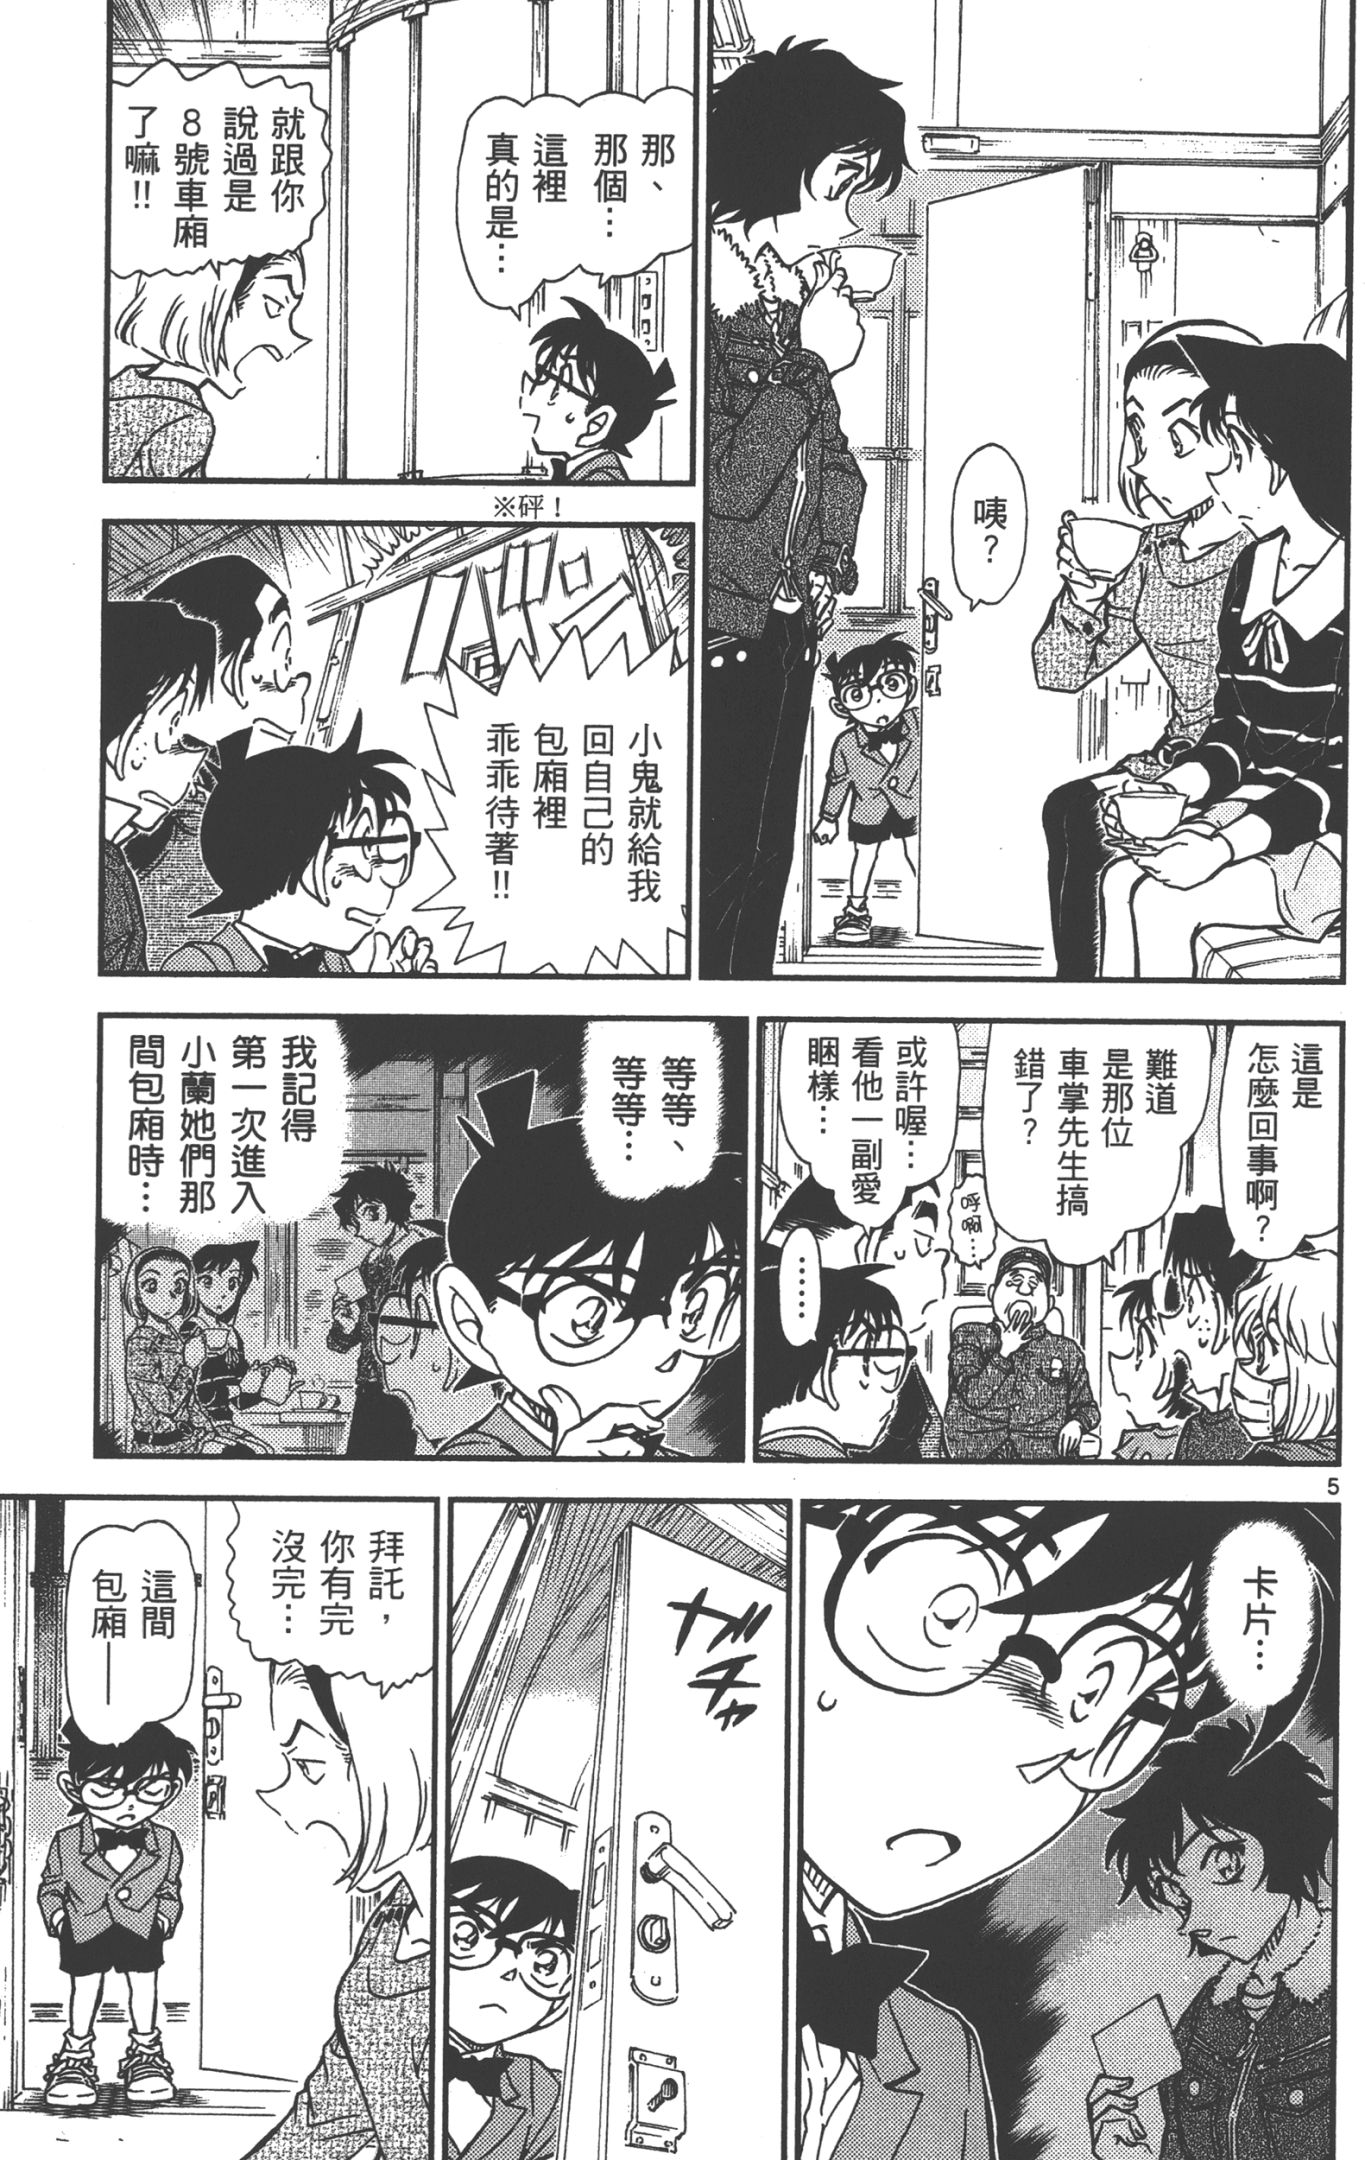 咦？
那、
那個…
這裡
真的是…
就跟你
說過是
8號車廂
了嘛!!
※砰！
バン
小鬼就給我
回自己的
包廂裡
乖乖待著!!
這是
怎麼回事啊？
難道
是那位
車掌先生搞
錯了？
或許喔…
看他一副愛
睏樣…
呼啊…
……
等等、
等等…
我記得
第一次進入
小蘭她們那
間包廂時…
5
卡片…
ガチャ
拜託，
你有完
沒完…
這間
包廂——